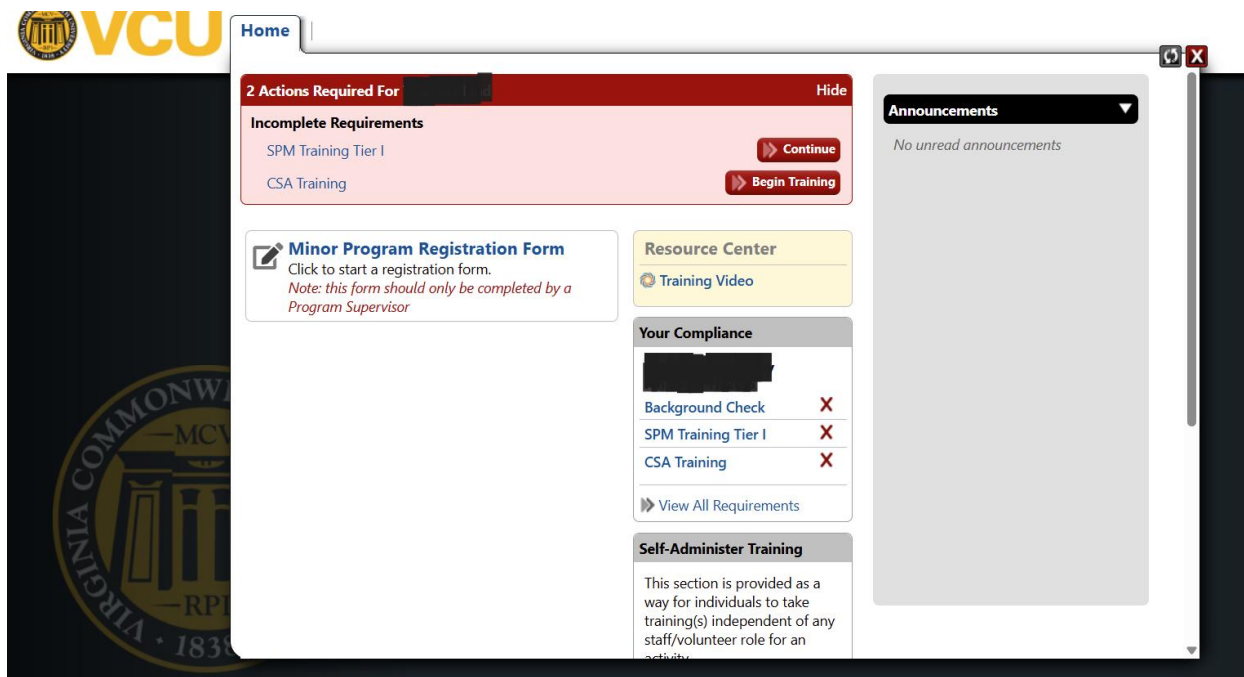 VCU
Home
2 Actions Required For
Hide
Incomplete Requirements
SPM Training Tier I
Continue
CSA Training
Begin Training
Minor Program Registration Form
Click to start a registration form.
Note: this form should only be completed by a
Program Supervisor
Resource Center
Training Video
Your Compliance
Background Check X
SPM Training Tier I X
CSA Training X
View All Requirements
Self-Administer Training
This section is provided as a
way for individuals to take
training(s) independent of any
staff/volunteer role for an
activity
Announcements
No unread announcements
X
VIRGINIA COMMONW
MCV
RPI
1838